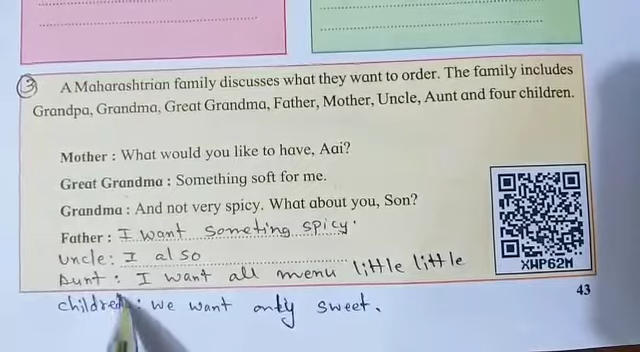 3 A Maharashtrian family discusses what they want to order. The family includes
Grandpa, Grandma, Great Grandma, Father, Mother, Uncle, Aunt and four children.
Mother : What would you like to have, Aai?
Great Grandma : Something soft for me.
Grandma : And not very spicy. What about you, Son?
Father : I want someting spicy.
Uncle: I also
Aunt : I want all menu little little
children: we want only sweet.
XWP62M
43